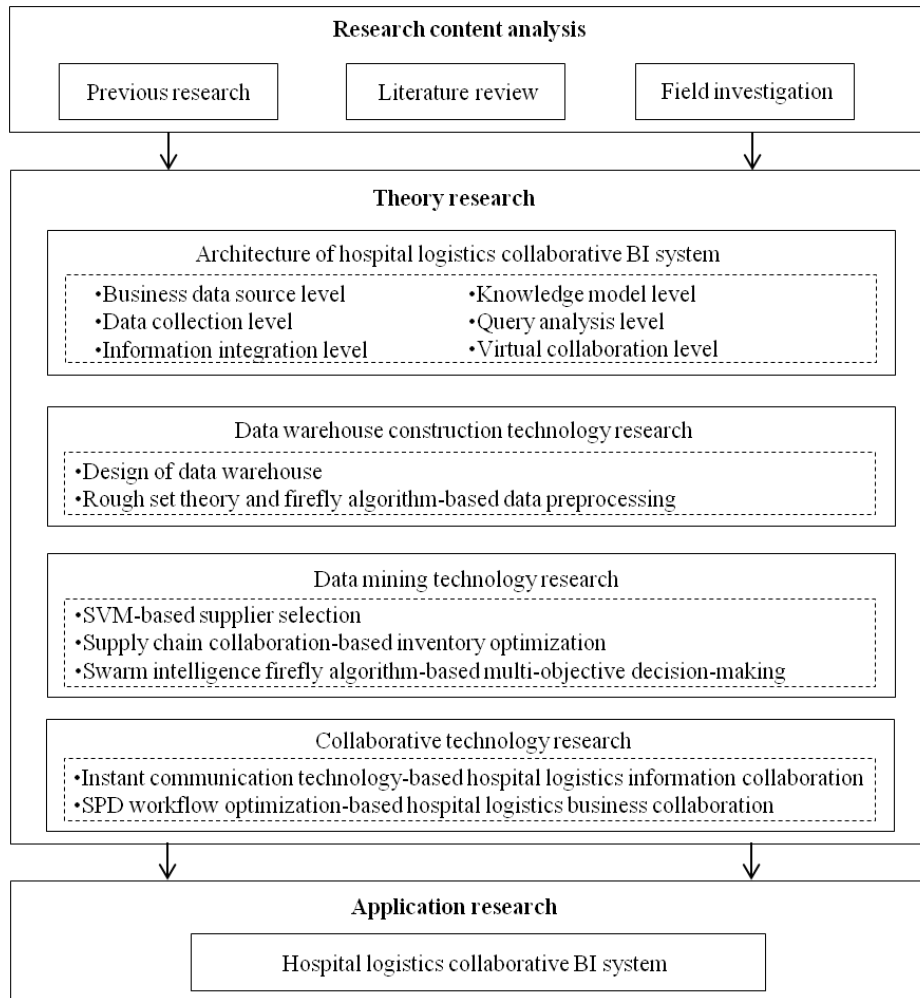 Research content analysis
Previous research
Literature review
Field investigation
Theory research
Architecture of hospital logistics collaborative BI system
•Business data source level
•Data collection level
•Information integration level
•Knowledge model level
•Query analysis level
•Virtual collaboration level
Data warehouse construction technology research
•Design of data warehouse
•Rough set theory and firefly algorithm-based data preprocessing
Data mining technology research
•SVM-based supplier selection
•Supply chain collaboration-based inventory optimization
•Swarm intelligence firefly algorithm-based multi-objective decision-making
Collaborative technology research
•Instant communication technology-based hospital logistics information collaboration
•SPD workflow optimization-based hospital logistics business collaboration
Application research
Hospital logistics collaborative BI system